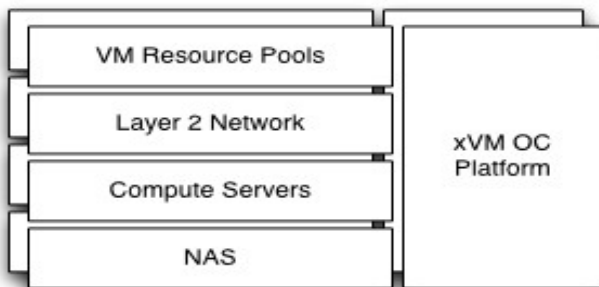 VM Resource Pools
Layer 2 Network
Compute Servers
NAS
xVM OC
Platform